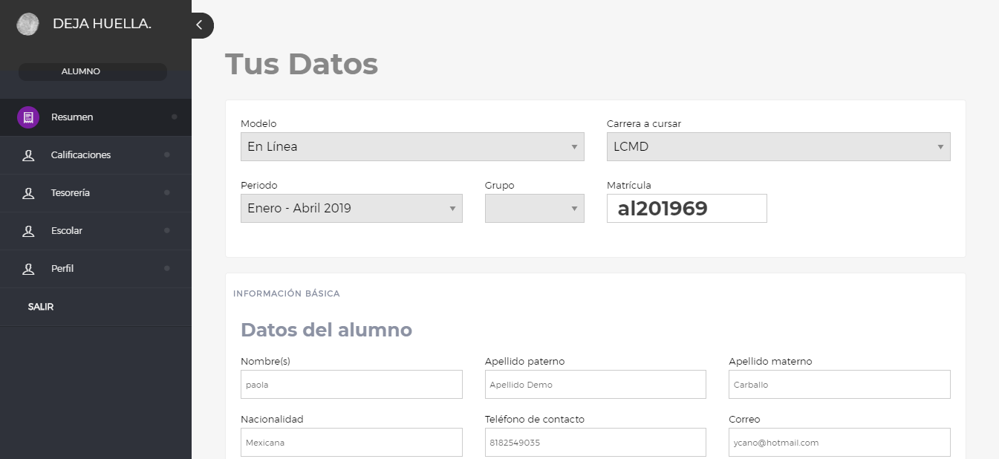 DEJA HUELLA.
ALUMNO
Resumen
Calificaciones
Tesorería
Escolar
Perfil
SALIR
Tus Datos
Modelo
Carrera a cursar
En Línea
LCMD
Periodo
Grupo
Matrícula
Enero - Abril 2019
al201969
INFORMACIÓN BÁSICA
Datos del alumno
Nombre(s)
Apellido paterno
Apellido materno
paola
Apellido Demo
Carballo
Nacionalidad
Teléfono de contacto
Correo
Mexicana
8182549035
ycano@hotmail.com